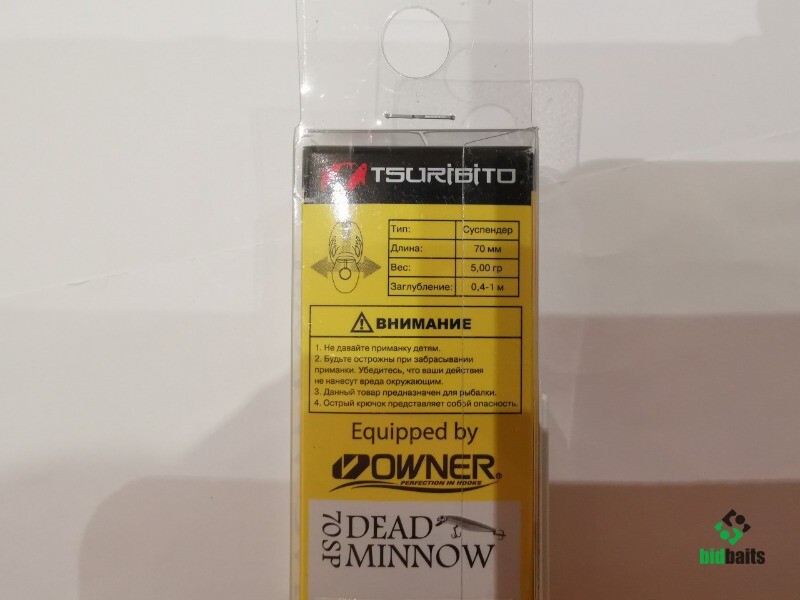 TSURIBITO
Тип: Суспендер
Длина: 70 мм
Вес: 5,00 гр
Заглубление: 0,4-1 м
ВНИМАНИЕ
1. Не давайте приманку детям.
2. Будьте острожны при забрасывании
приманки. Убедитесь, что ваши действия
не нанесут вреда окружающим.
3. Данный товар предназначен для рыбалки.
4. Острый крючок представляет собой опасность.
Equipped by
OWNER®
PERFECTION IN HOOKS
70SP
DEAD
MINNOW
bidbaits